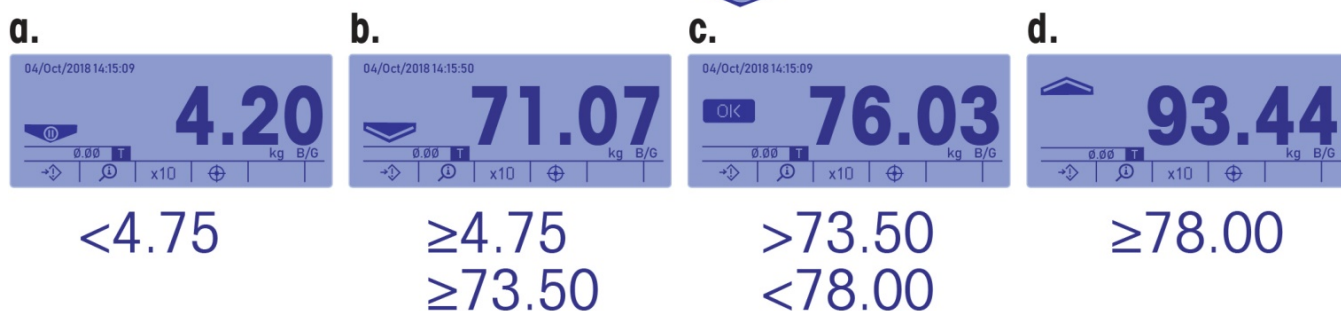 a. b. c. d.
04/Oct/2018 14:15:09
4.20
0.00 T kg B/G
x10
04/Oct/2018 14:15:50
71.07
0.00 T kg B/G
x10
04/Oct/2018 14:15:09
OK
76.03
0.00 T kg B/G
x10
93.44
0.00 T kg B/G
x10
<4.75
≥4.75
≥73.50
>73.50
<78.00
≥78.00